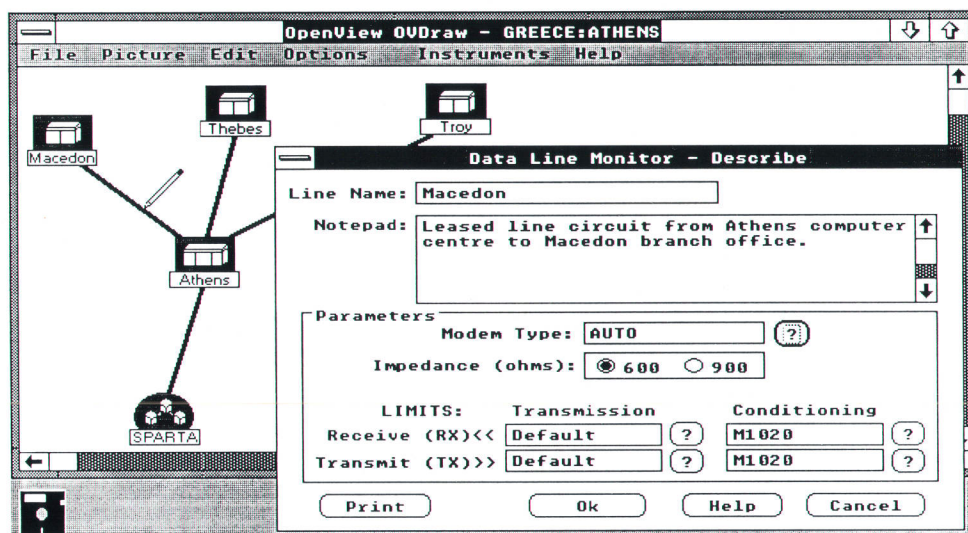 OpenView OVDraw - GREECE:ATHENS
File Picture Edit Options Instruments Help
Thebes
Troy
Macedon
Athens
SPARTA
Data Line Monitor - Describe
Line Name: Macedon
Notepad: Leased line circuit from Athens computer
centre to Macedon branch office.
Parameters
Modem Type: AUTO ?
Impedance (ohms): 600 900
LIMITS: Transmission Conditioning
Receive (RX)<< Default ? M1020 ?
Transmit (TX)>> Default ? M1020 ?
Print Ok Help Cancel